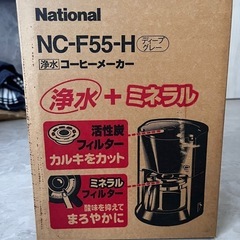 National
NC-F55-H ディープグレー
浄水コーヒーメーカー
浄水+ミネラル
活性炭
フィルター
カルキをカット
ミネラル
フィルター
酸味を抑えて
まろやかに